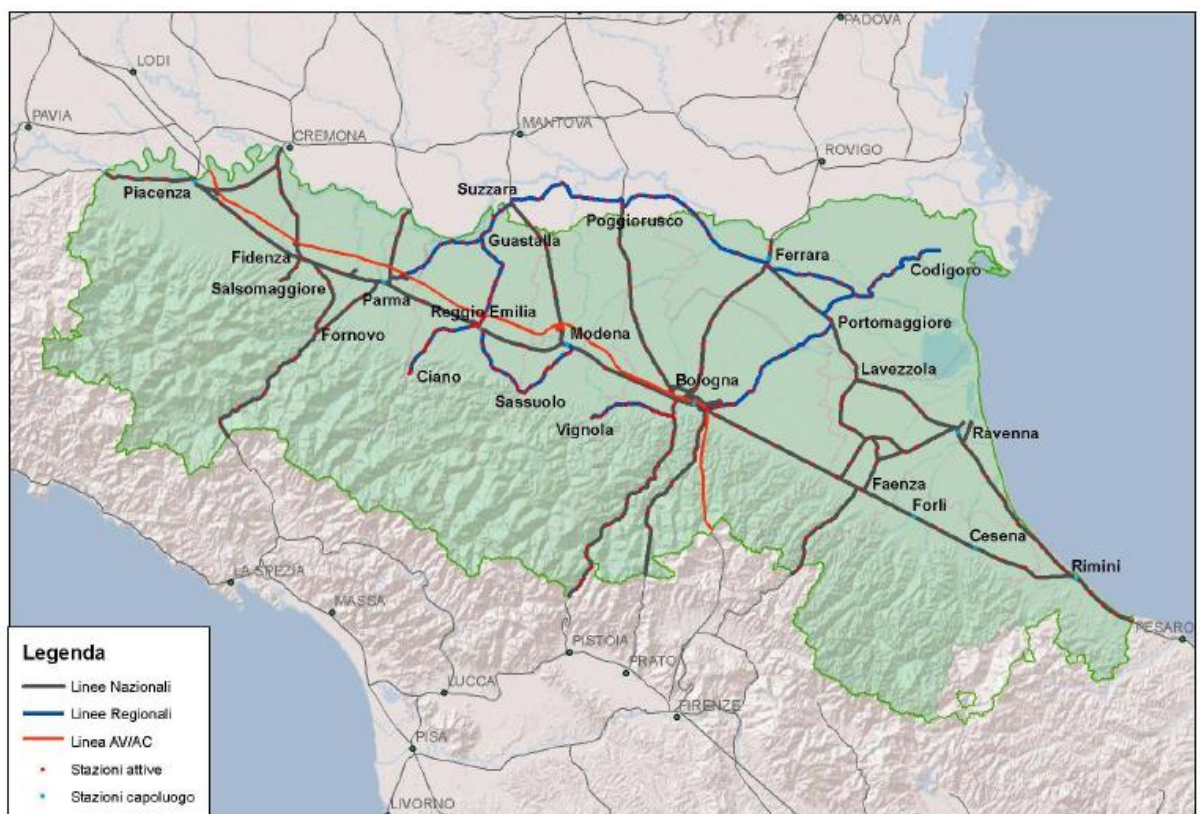 PADOVA
LODI
PAVIA
CREMONA
MANTOVA
ROVIGO
Piacenza
Suzzara
Poggiorusco
Guastalla
Ferrara
Fidenza
Codigoro
Salsomaggiore
Parma
Reggio Emilia
Portomaggiore
Fornovo
Modena
Ciano
Lavezzola
Bologna
Sassuolo
Vignola
Ravenna
Faenza
Forlì
Cesena
Rimini
LA SPEZIA
MASSA
PESARO
PISTOIA
PRATO
LUCCA
FIRENZE
PISA
LIVORNO
Legenda
Linee Nazionali
Linee Regionali
Linea AV/AC
Stazioni attive
Stazioni capoluogo